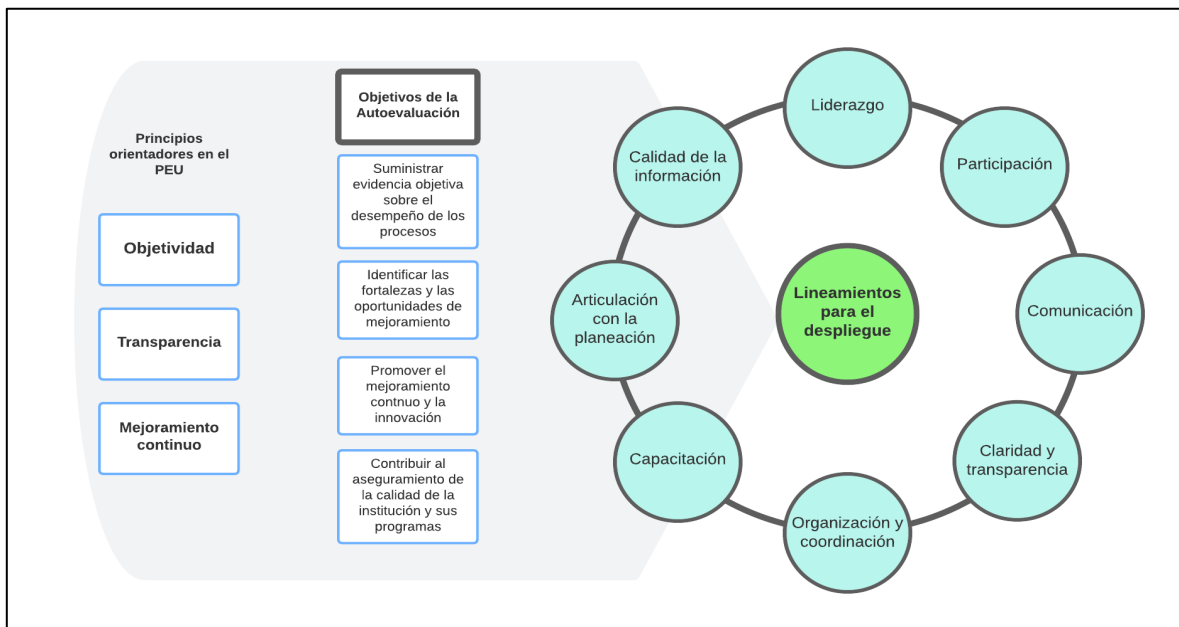 Principios
orientadores en el
PEU
Objetividad
Transparencia
Mejoramiento
continuo
Objetivos de la
Autoevaluación
Suministrar
evidencia objetiva
sobre el
desempeño de los
procesos
Identificar las
fortalezas y las
oportunidades de
mejoramiento
Promover el
mejoramiento
contnuo y la
innovación
Contribuir al
aseguramiento de
la calidad de la
institución y sus
programas
Liderazgo
Participación
Comunicación
Claridad y
transparencia
Organización y
coordinación
Capacitación
Articulación
con la
planeación
Calidad de la
información
Lineamientos
para el
despliegue